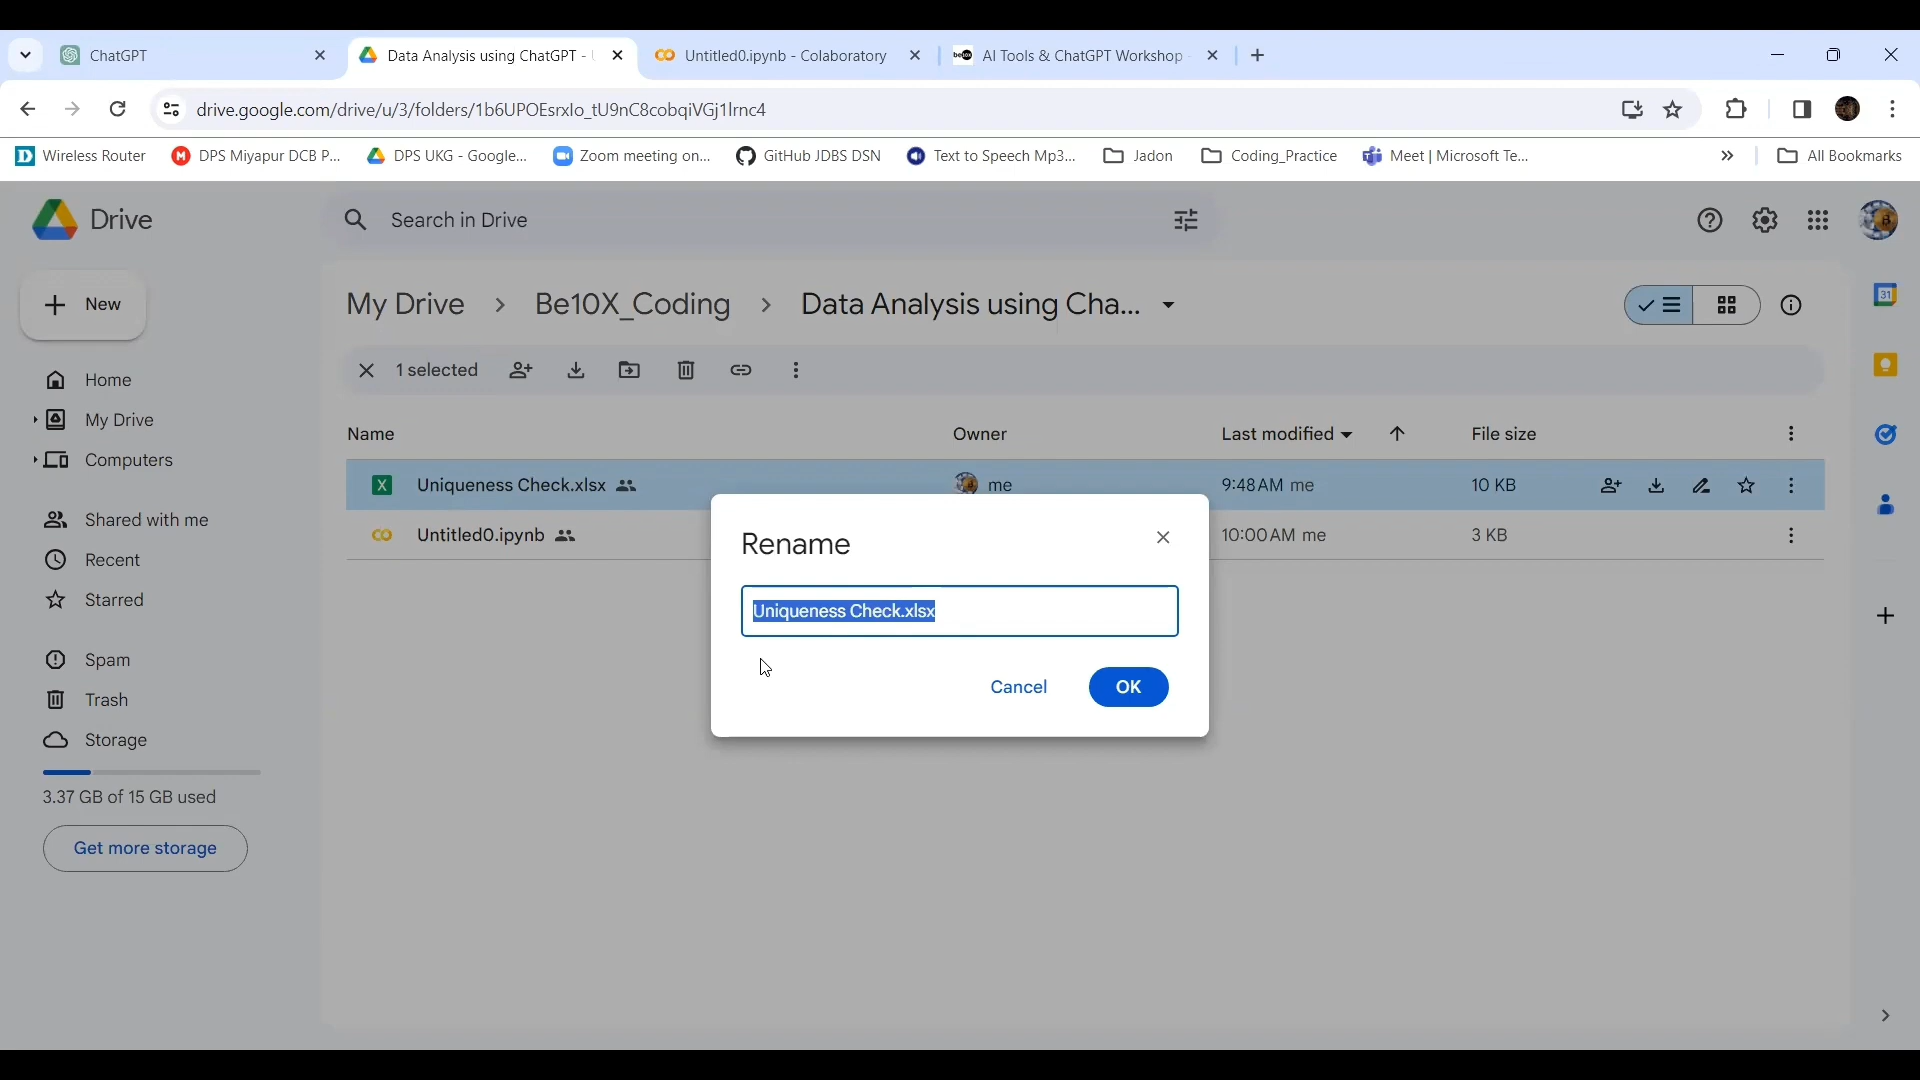 ChatGPT
Data Analysis using ChatGPT -
Untitled0.ipynb - Colaboratory
be10x
AI Tools & ChatGPT Workshop
drive.google.com/drive/u/3/folders/1b6UPOEsrxIo_tU9nC8cobqiVGj1lrnc4
Wireless Router
DPS Miyapur DCB P...
DPS UKG - Google...
Zoom meeting on...
GitHub JDBS DSN
Text to Speech Mp3...
Jadon
Coding_Practice
Meet | Microsoft Te...
All Bookmarks
Drive
Search in Drive
New
My Drive
Be10X_Coding
Data Analysis using Cha...
31
1 selected
Home
My Drive
Computers
Name
Owner
Last modified
File size
Uniqueness Check.xlsx
me
9:48 AM me
10 KB
Untitled0.ipynb
10:00 AM me
3 KB
Shared with me
Recent
Starred
Spam
Trash
Storage
3.37 GB of 15 GB used
Get more storage
Rename
Uniqueness Check.xlsx
Cancel
OK